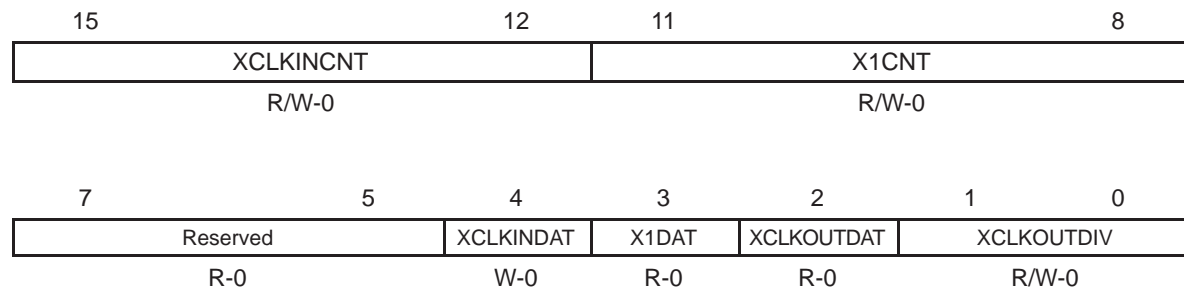 15 12 11 8
XCLKINCNT X1CNT
R/W-0 R/W-0
7 5 4 3 2 1 0
Reserved XCLKINDAT X1DAT XCLKOUTDAT XCLKOUTDIV
R-0 W-0 R-0 R-0 R/W-0